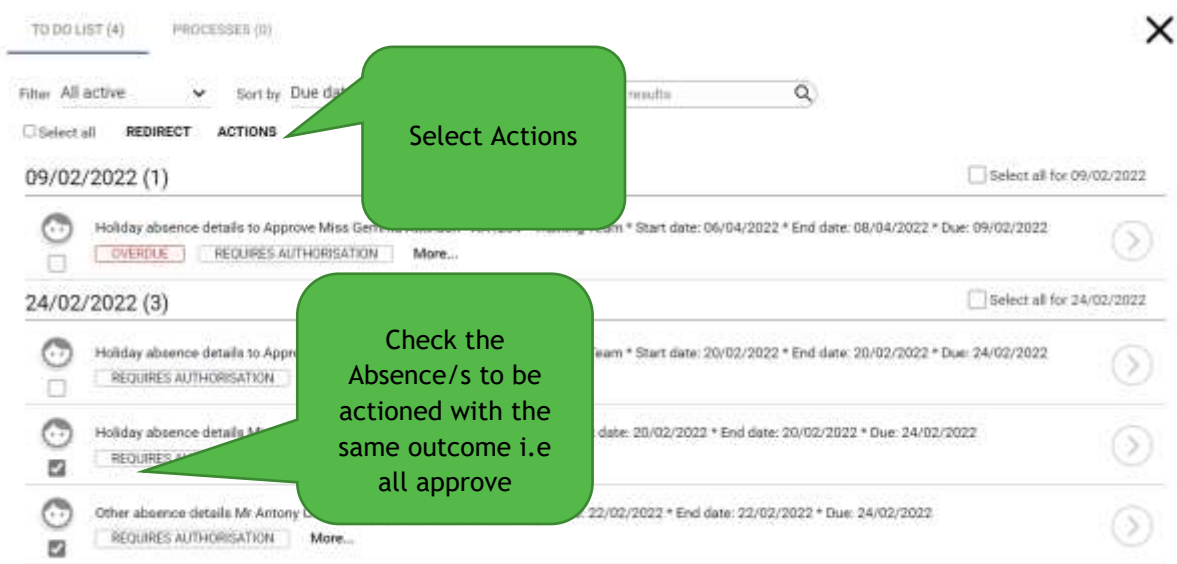 TO DO LIST (4) PROCESSES (0)
Filter All active Sort by Due results
Select all REDIRECT ACTIONS
Select Actions
09/02/2022 (1) Select all for 09/02/2022
Holiday absence details to Approve Miss Team * Start date: 06/04/2022 * End date: 08/04/2022 * Due: 09/02/2022
OVERDUE REQUIRES AUTHORISATION More...
24/02/2022 (3) Select all for 24/02/2022
Check the
Absence/s to be
actioned with the
same outcome i.e
all approve
Holiday absence details to * Start date: 20/02/2022 * End date: 20/02/2022 * Due: 24/02/2022
REQUIRES AUTHORISATION
Holiday absence details date: 20/02/2022 * End date: 20/02/2022 * Due: 24/02/2022
REQUIRES
Other absence details Mr Antony 22/02/2022 * End date: 22/02/2022 * Due: 24/02/2022
REQUIRES AUTHORISATION More...